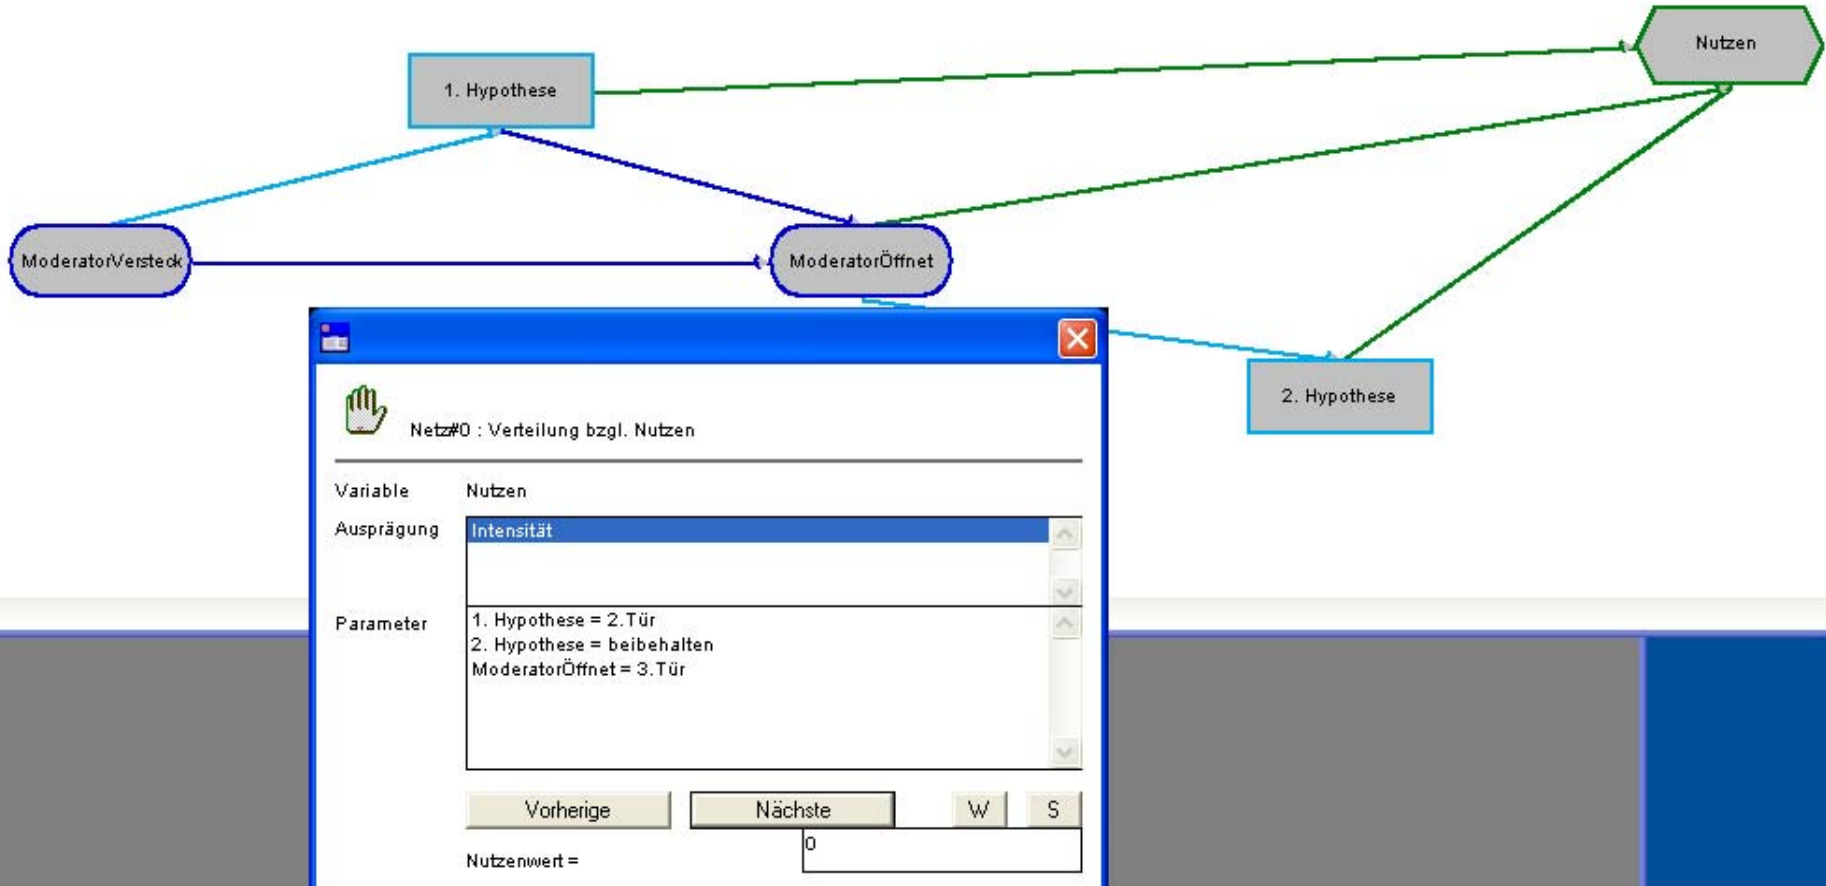 Nutzen
1. Hypothese
ModeratorVersteck
ModeratorÖffnet
2. Hypothese
Netz#0 : Verteilung bzgl. Nutzen
Variable Nutzen
Ausprägung Intensität
Parameter 1. Hypothese = 2.Tür
2. Hypothese = beibehalten
ModeratorÖffnet = 3.Tür
Vorherige Nächste W S
Nutzenwert = 0